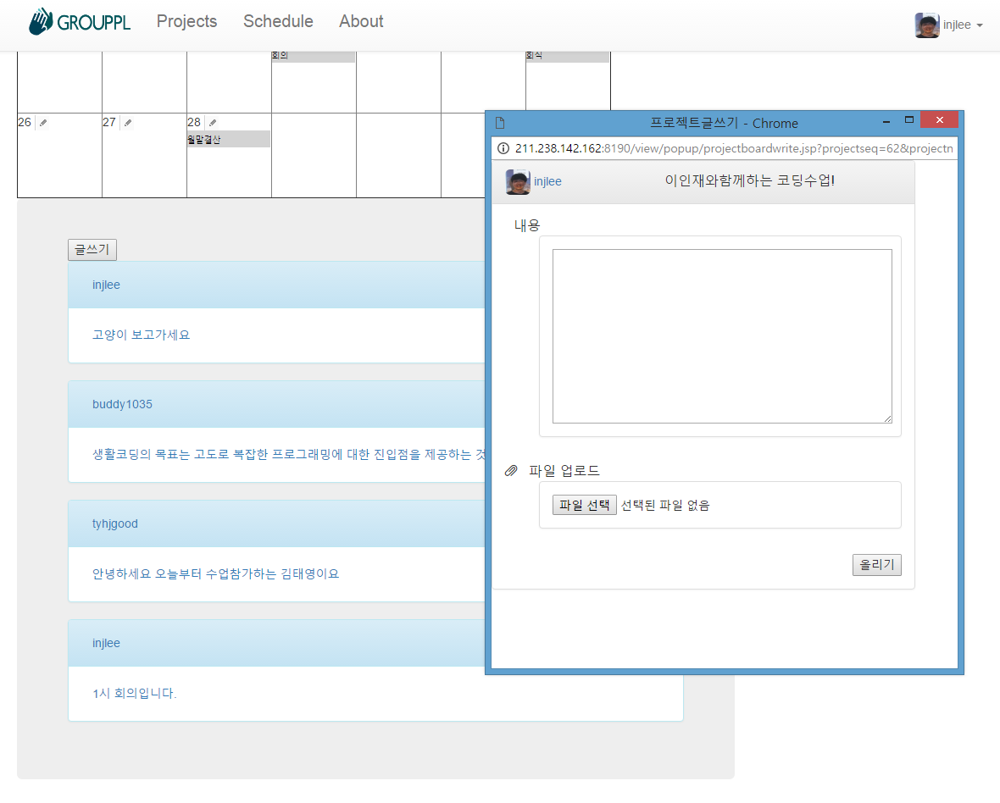 GROUPPL Projects Schedule About injlee
회의 회식
26 27 28
월말결산
글쓰기
injlee
고양이 보고가세요
buddy1035
생활코딩의 목표는 고도로 복잡한 프로그래밍에 대한 진입점을 제공하는 것
tyhjgood
안녕하세요 오늘부터 수업참가하는 김태영이요
injlee
1시 회의입니다.
프로젝트글쓰기 - Chrome
211.238.142.162:8190/view/popup/projectboardwrite.jsp?projectseq=62&projectn
injlee 이인재와함께하는 코딩수업!
내용
파일 업로드
파일 선택 선택된 파일 없음
올리기